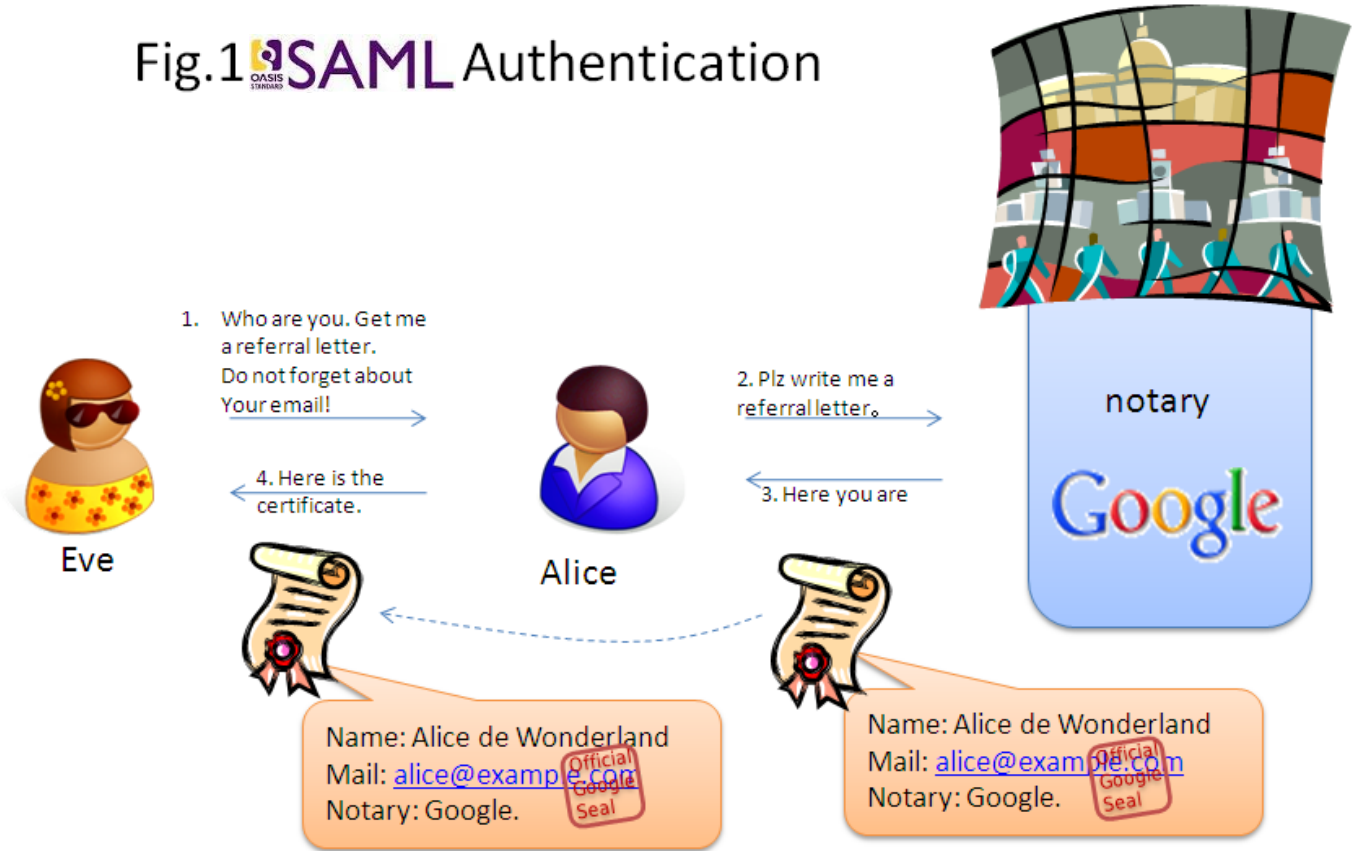 Fig.1 OASIS STANDARD SAML Authentication
1. Who are you. Get me
a referral letter.
Do not forget about
Your email!
2. Plz write me a
referral letter。
notary
Google
4. Here is the
certificate.
3. Here you are
Eve
Alice
Name: Alice de Wonderland
Mail: alice@example.com
Notary: Google.
Official
Google
Seal
Name: Alice de Wonderland
Mail: alice@example.com
Notary: Google.
Official
Google
Seal